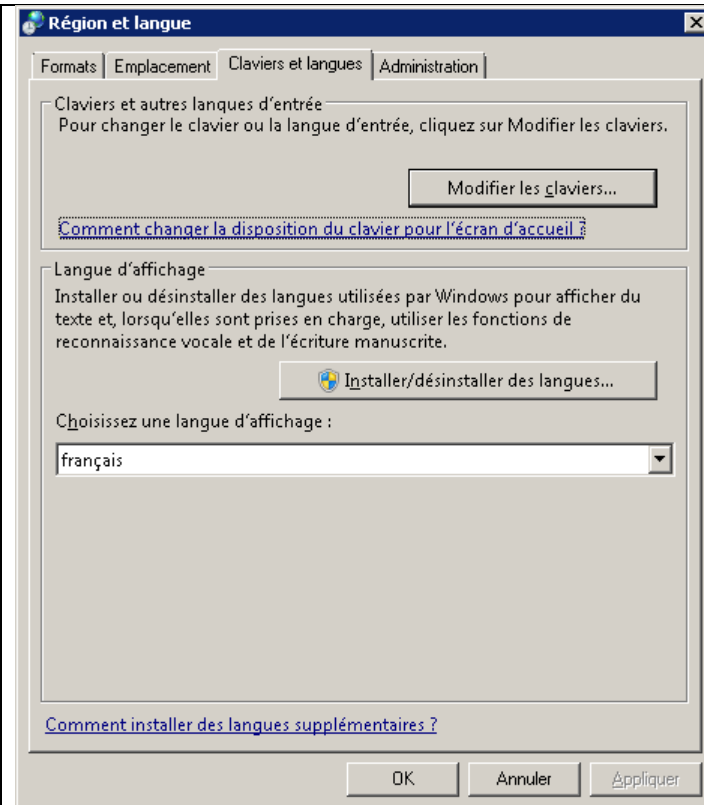 Région et langue
Formats Emplacement Claviers et langues Administration
Claviers et autres langues d'entrée
Pour changer le clavier ou la langue d'entrée, cliquez sur Modifier les claviers.
Modifier les claviers...
Comment changer la disposition du clavier pour l'écran d'accueil ?
Langue d'affichage
Installer ou désinstaller des langues utilisées par Windows pour afficher du
texte et, lorsqu'elles sont prises en charge, utiliser les fonctions de
reconnaissance vocale et de l'écriture manuscrite.
Installer/désinstaller des langues...
Choisissez une langue d'affichage :
français
Comment installer des langues supplémentaires ?
OK Annuler Appliquer